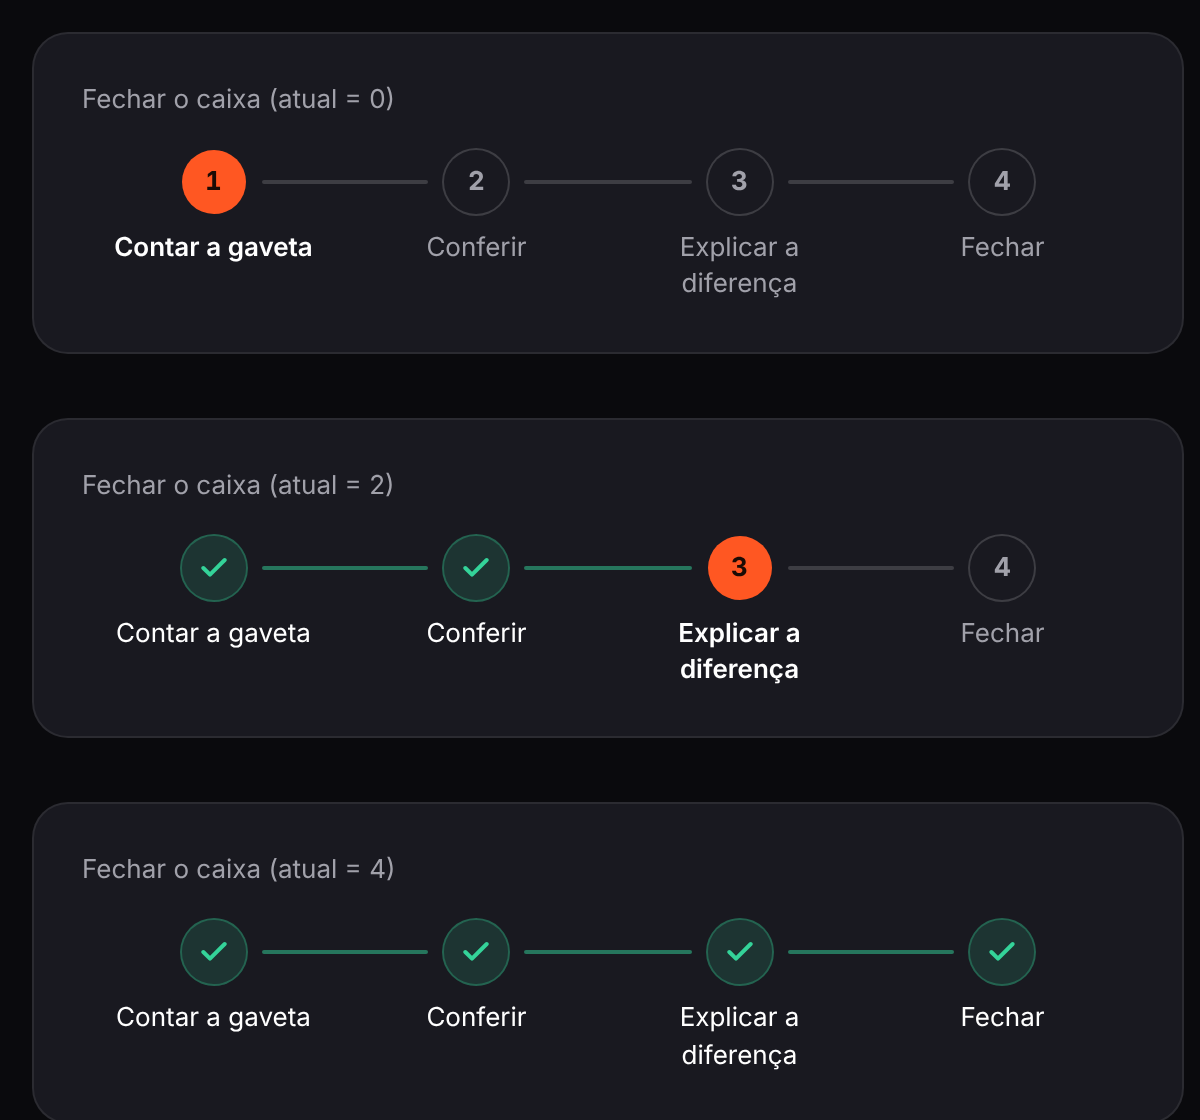 Fechar o caixa (atual = 0)
1 2 3 4
Contar a gaveta Conferir Explicar a Fechar
diferença
Fechar o caixa (atual = 2)
3 4
Contar a gaveta Conferir Explicar a Fechar
diferença
Fechar o caixa (atual = 4)
Contar a gaveta Conferir Explicar a Fechar
diferença